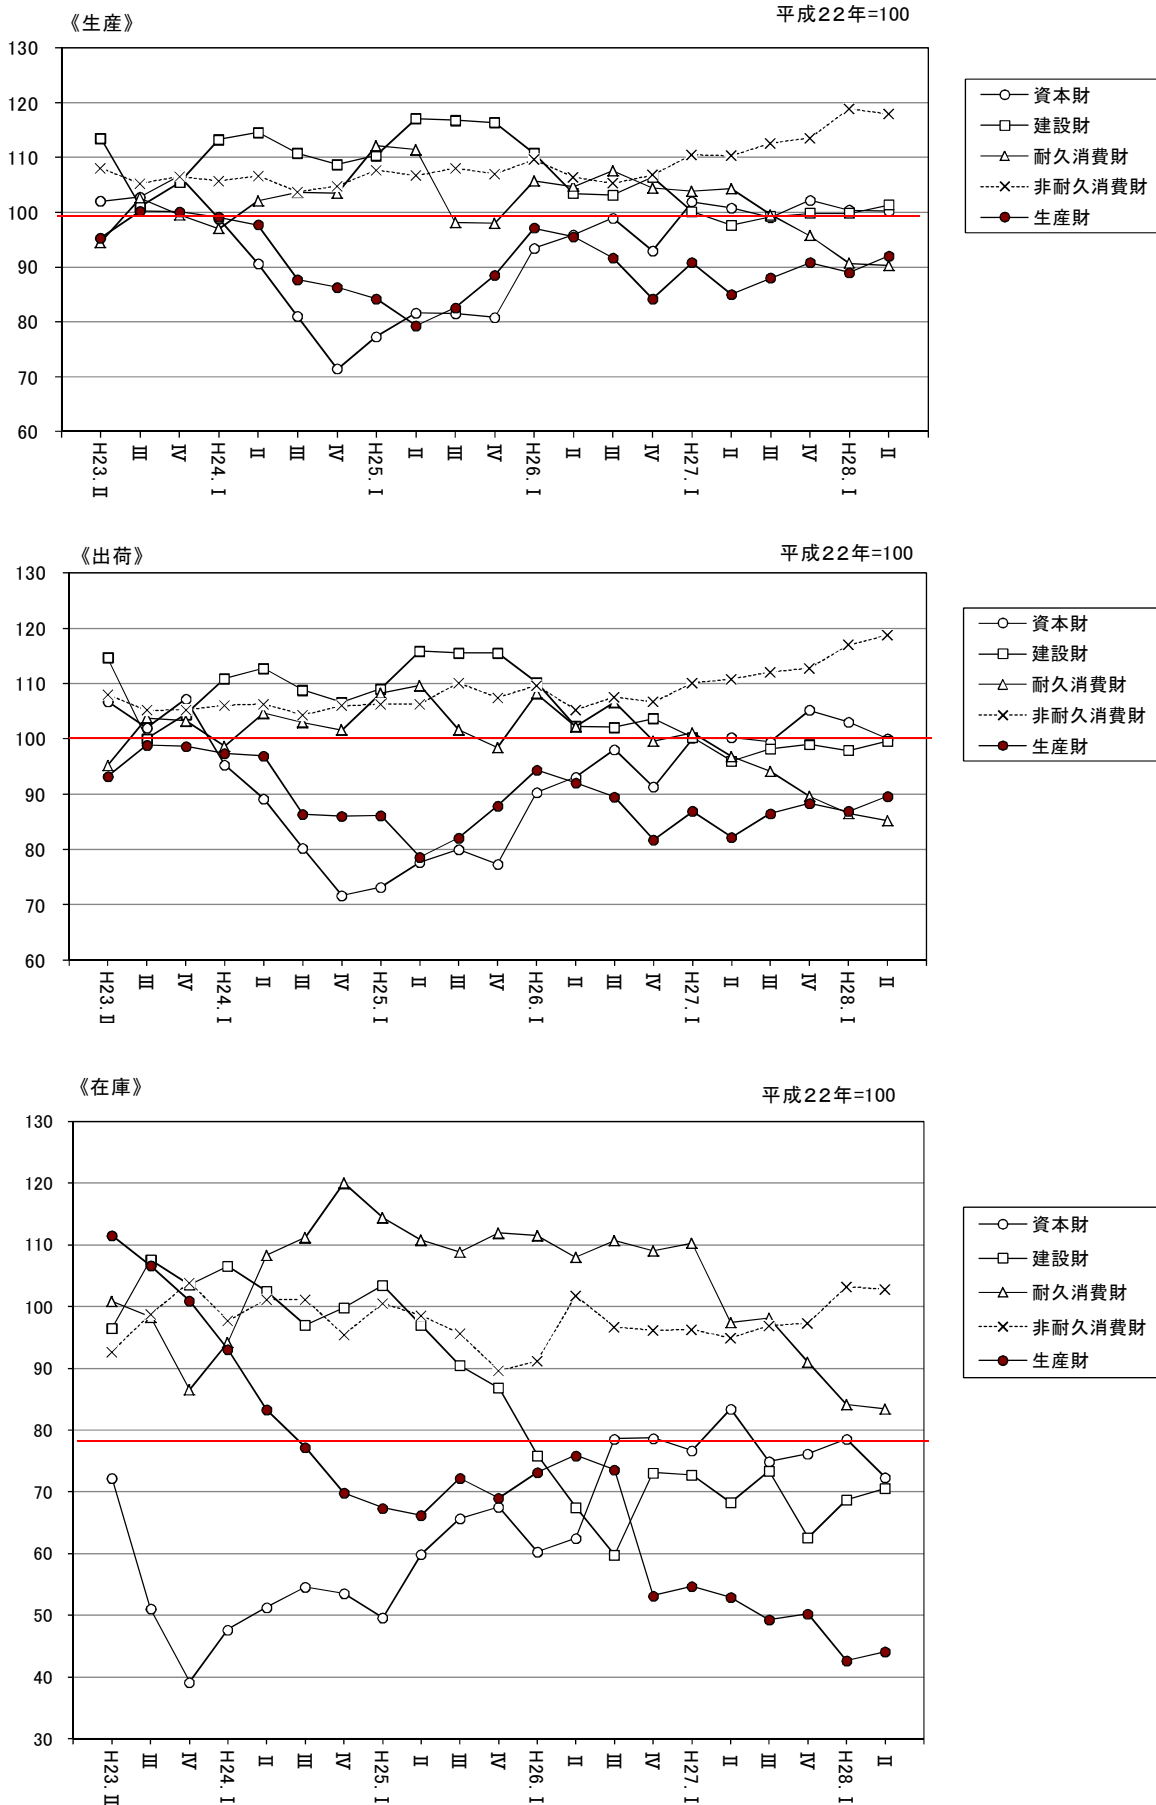 《生産》
平成22年=100
130
120
110
100
90
80
70
60
H23.Ⅱ
Ⅲ
Ⅳ
H24.Ⅰ
Ⅱ
Ⅲ
Ⅳ
H25.Ⅰ
Ⅱ
Ⅲ
Ⅳ
H26.Ⅰ
Ⅱ
Ⅲ
Ⅳ
H27.Ⅰ
Ⅱ
Ⅲ
Ⅳ
H28.Ⅰ
Ⅱ
資本財
建設財
耐久消費財
非耐久消費財
生産財
《出荷》
平成22年=100
130
120
110
100
90
80
70
60
H23.Ⅱ
Ⅲ
Ⅳ
H24.Ⅰ
Ⅱ
Ⅲ
Ⅳ
H25.Ⅰ
Ⅱ
Ⅲ
Ⅳ
H26.Ⅰ
Ⅱ
Ⅲ
Ⅳ
H27.Ⅰ
Ⅱ
Ⅲ
Ⅳ
H28.Ⅰ
Ⅱ
資本財
建設財
耐久消費財
非耐久消費財
生産財
《在庫》
平成22年=100
130
120
110
100
90
80
70
60
50
40
30
H23.Ⅱ
Ⅲ
Ⅳ
H24.Ⅰ
Ⅱ
Ⅲ
Ⅳ
H25.Ⅰ
Ⅱ
Ⅲ
Ⅳ
H26.Ⅰ
Ⅱ
Ⅲ
Ⅳ
H27.Ⅰ
Ⅱ
Ⅲ
Ⅳ
H28.Ⅰ
Ⅱ
資本財
建設財
耐久消費財
非耐久消費財
生産財